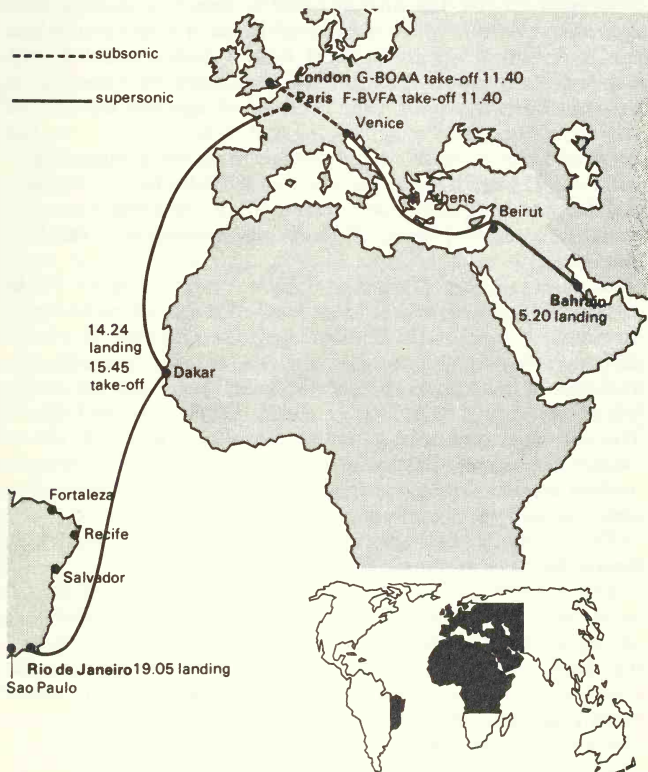 subsonic
supersonic
London G-BOAA take-off 11.40
Paris F-BVFA take-off 11.40
Venice
Athens
Beirut
Bahrain
15.20 landing
14.24
landing
15.45
take-off
Dakar
Fortaleza
Recife
Salvador
Rio de Janeiro 19.05 landing
Sao Paulo